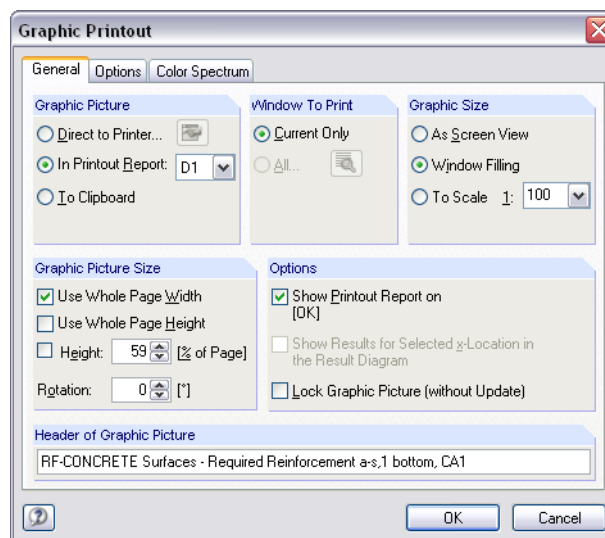 Graphic Printout
General Options Color Spectrum
Graphic Picture
Direct to Printer...
In Printout Report: D1
To Clipboard
Window To Print
Current Only
All...
Graphic Size
As Screen View
Window Filling
To Scale 1: 100
Graphic Picture Size
Use Whole Page Width
Use Whole Page Height
Height: 59 [% of Page]
Rotation: 0 [°]
Options
Show Printout Report on
[OK]
Show Results for Selected x-Location in
the Result Diagram
Lock Graphic Picture (without Update)
Header of Graphic Picture
RF-CONCRETE Surfaces - Required Reinforcement a-s,1 bottom, CA1
OK Cancel